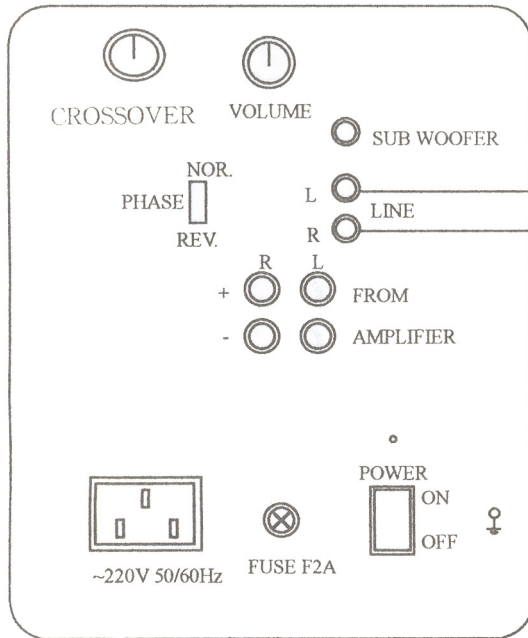 CROSSOVER
VOLUME
SUB WOOFER
NOR.
PHASE
REV.
L
LINE
R
R L
+ FROM
- AMPLIFIER
POWER
ON
OFF
~220V 50/60Hz
FUSE F2A